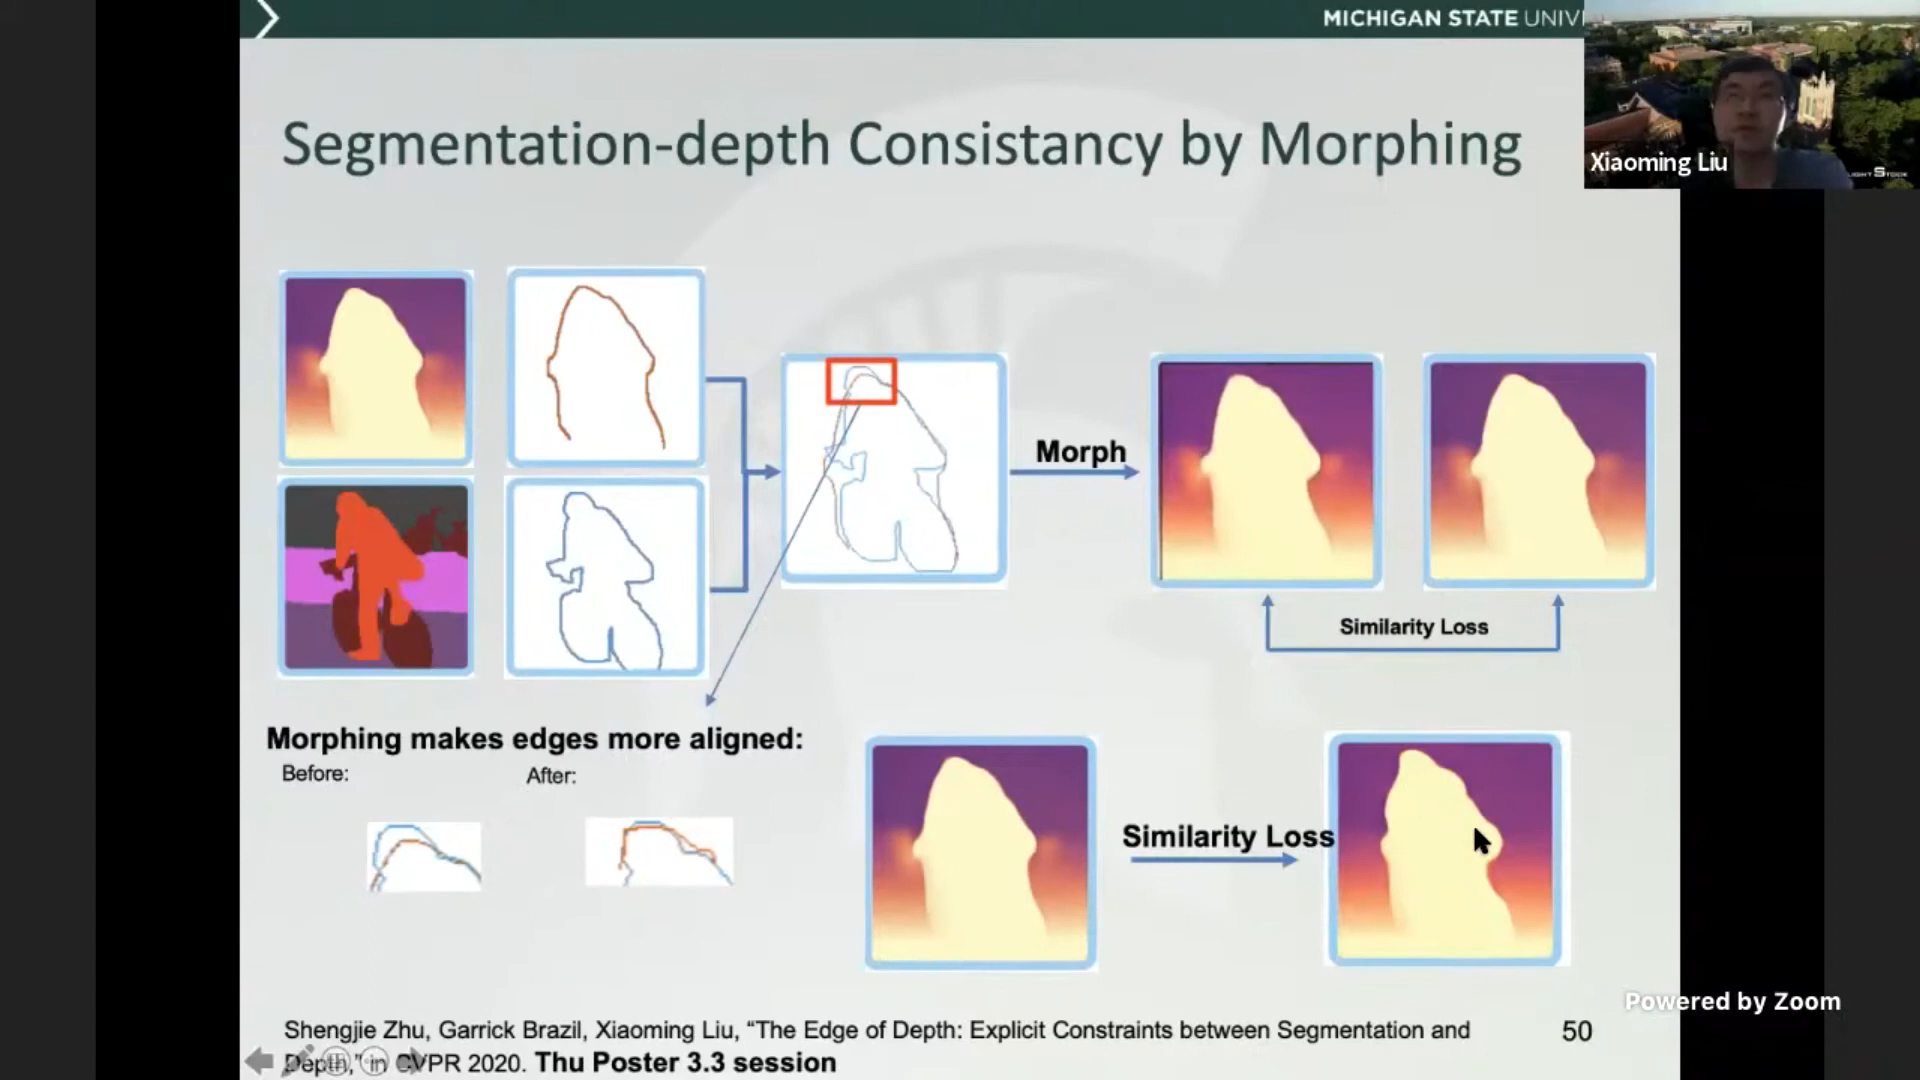 MICHIGAN STATE UNIV
Xiaoming Liu
LIGHT STOCK
Segmentation-depth Consistancy by Morphing
Morph
Similarity Loss
Morphing makes edges more aligned:
Before:
After:
Similarity Loss
Powered by Zoom
Shengjie Zhu, Garrick Brazil, Xiaoming Liu, “The Edge of Depth: Explicit Constraints between Segmentation and
Depth,” in CVPR 2020. Thu Poster 3.3 session
50